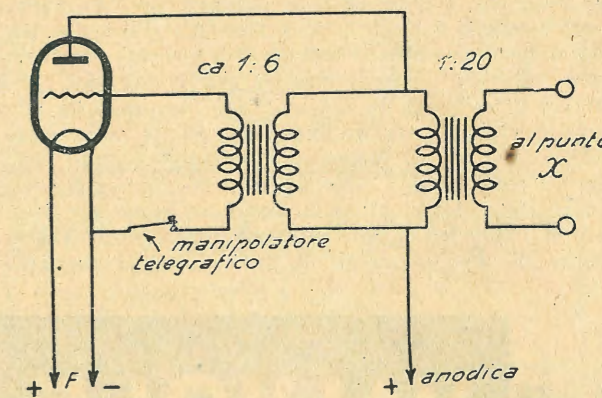 ca. 1:6
1:20
al punto
X
manipolatore
telegrafico
+ F -
+ anodica